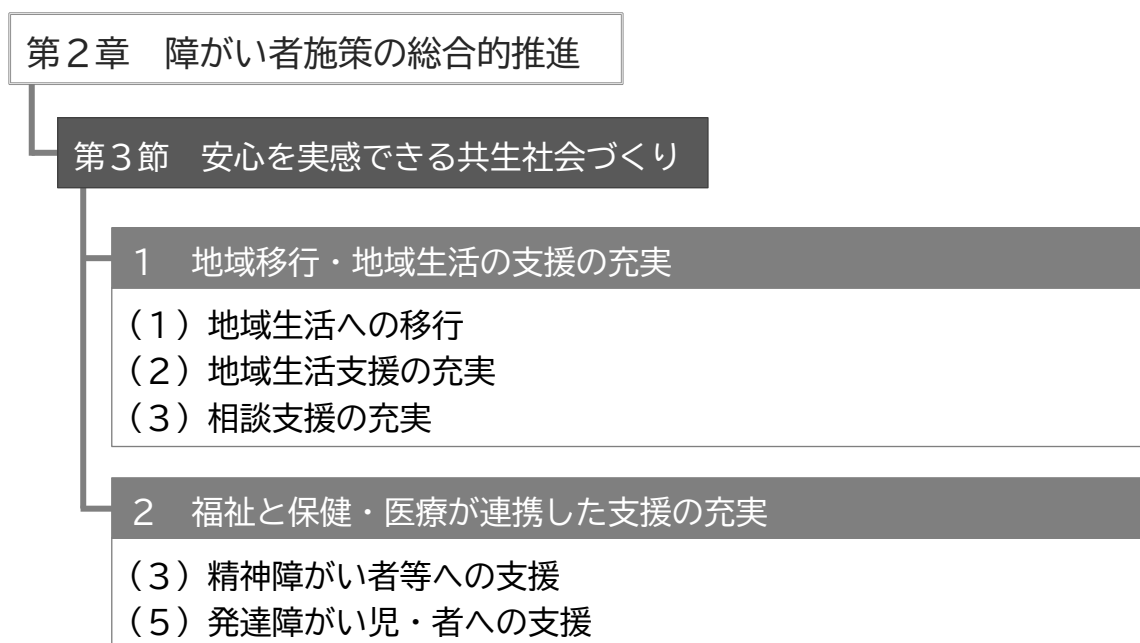 第２章　障がい者施策の総合的推進
第３節　安心を実感できる共生社会づくり
１　地域移行・地域生活の支援の充実
（１）地域生活への移行
（２）地域生活支援の充実
（３）相談支援の充実
２　福祉と保健・医療が連携した支援の充実
（３）精神障がい者等への支援
（５）発達障がい児・者への支援